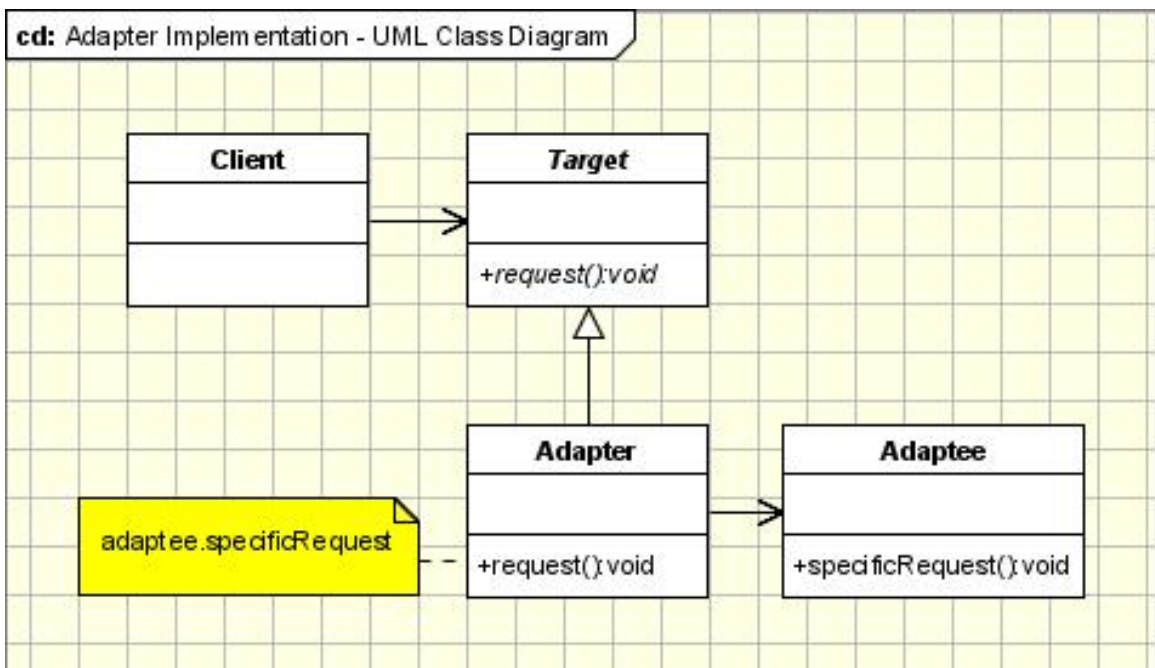 cd: Adapter Implementation - UML Class Diagram
Client
Target
+request():void
Adapter
+request():void
Adaptee
+specificRequest():void
adaptee.specificRequest